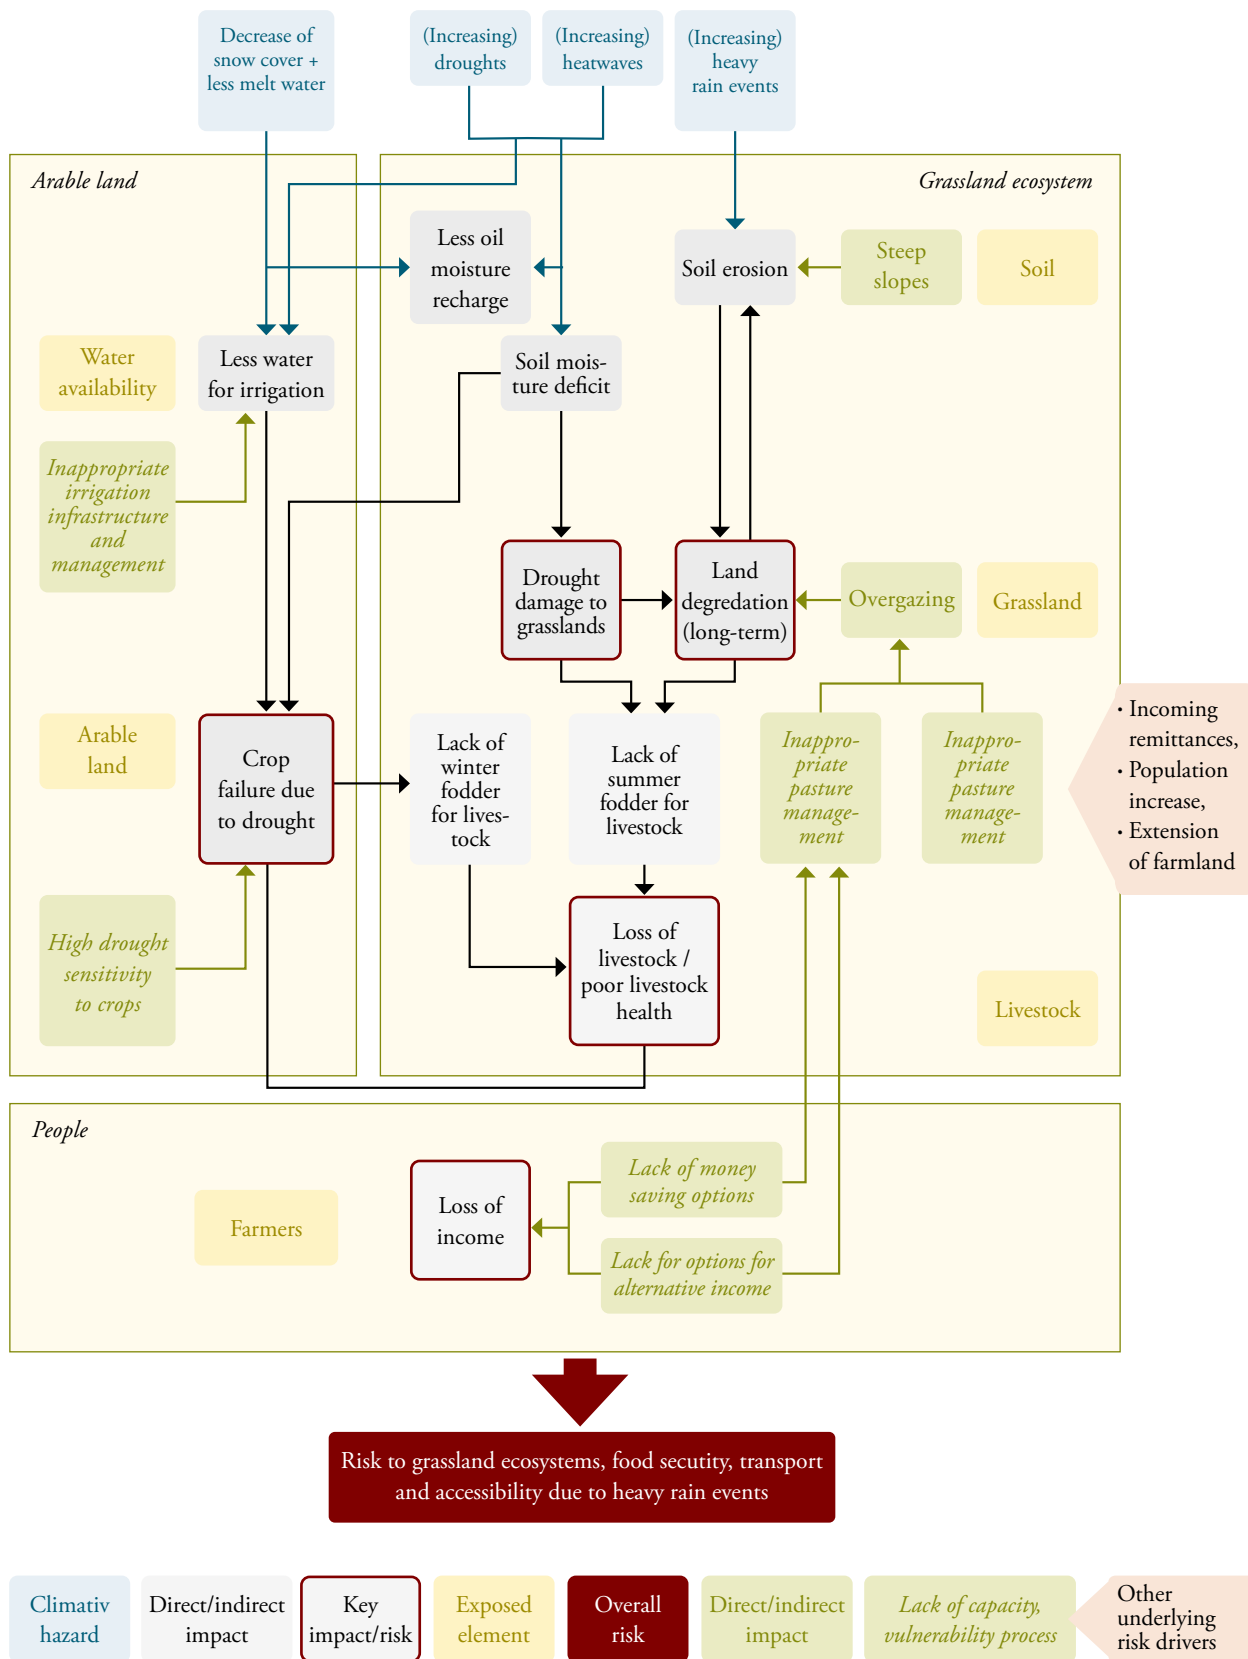 Decrease of
snow cover +
less melt water
(Increasing)
droughts
(Increasing)
heatwaves
(Increasing)
heavy
rain events
Arable land
Grassland ecosystem
Less oil
moisture
recharge
Soil erosion
Steep
slopes
Soil
Water
availability
Less water
for irrigation
Soil mois-
ture deficit
Inappropriate
irrigation
infrastructure
and
management
Drought
damage to
grasslands
Land
degredation
(long-term)
Overgazing
Grassland
Arable
land
Crop
failure due
to drought
Lack of
winter
fodder
for lives-
tock
Lack of
summer
fodder for
livestock
Inappro-
priate
pasture
manage-
ment
Inappro-
priate
pasture
manage-
ment
· Incoming
remittances,
· Population
increase,
· Extension
of farmland
High drought
sensitivity
to crops
Loss of
livestock /
poor livestock
health
Livestock
People
Farmers
Loss of
income
Lack of money
saving options
Lack for options for
alternative income
Risk to grassland ecosystems, food secutity, transport
and accessibility due to heavy rain events
Climativ
hazard
Direct/indirect
impact
Key
impact/risk
Exposed
element
Overall
risk
Direct/indirect
impact
Lack of capacity,
vulnerability process
Other
underlying
risk drivers